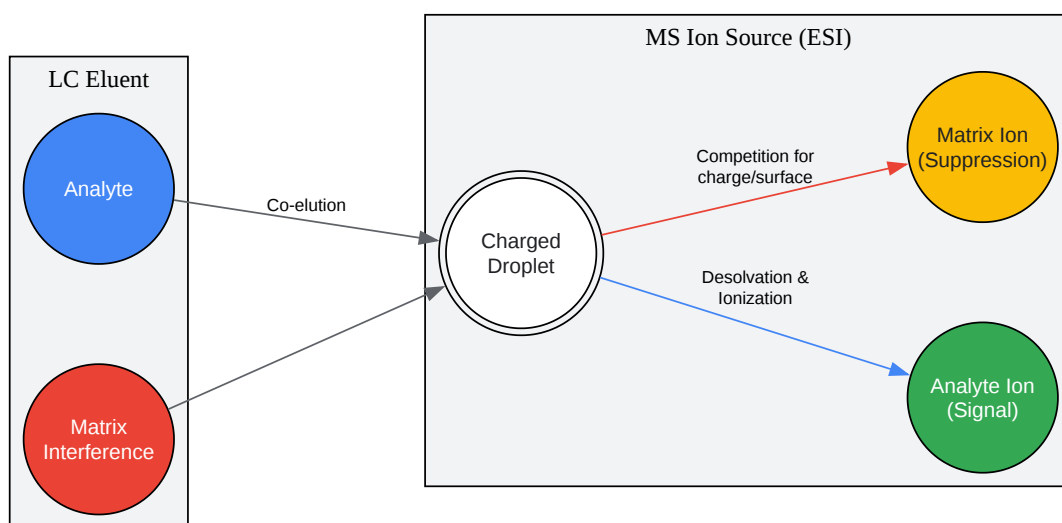 LC Eluent
Analyte
Matrix
Interference
Co-elution
MS Ion Source (ESI)
Charged
Droplet
Competition for
charge/surface
Desolvation &
Ionization
Matrix Ion
(Suppression)
Analyte Ion
(Signal)